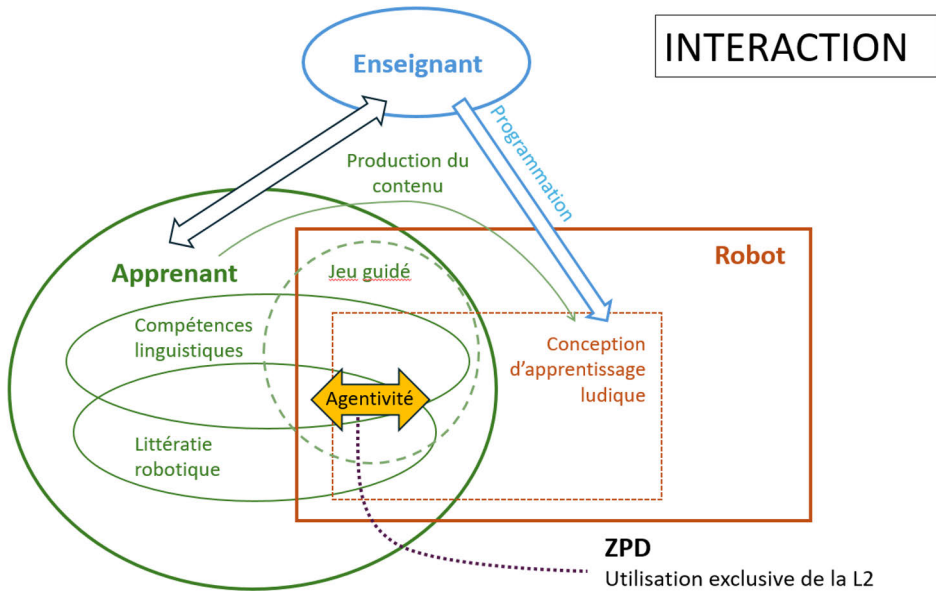 INTERACTION
Enseignant
Programmation
Production du
contenu
Robot
Apprenant
Jeu guidé
Compétences
linguistiques
Conception
d'apprentissage
ludique
Agentivité
Littératie
robotique
ZPD
Utilisation exclusive de la L2